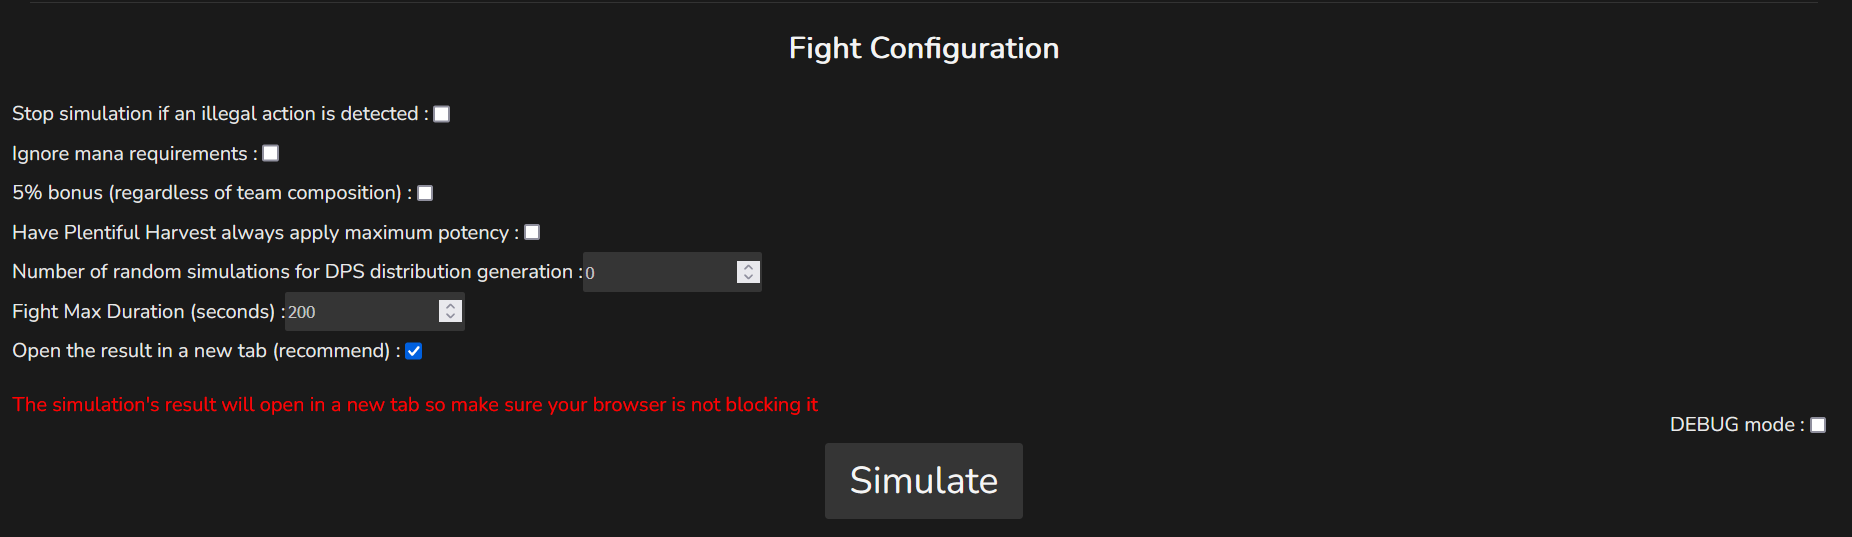 Fight Configuration
Stop simulation if an illegal action is detected :
Ignore mana requirements :
5% bonus (regardless of team composition) :
Have Plentiful Harvest always apply maximum potency :
Number of random simulations for DPS distribution generation : 0
Fight Max Duration (seconds) : 200
Open the result in a new tab (recommend) :
The simulation's result will open in a new tab so make sure your browser is not blocking it
DEBUG mode :
Simulate